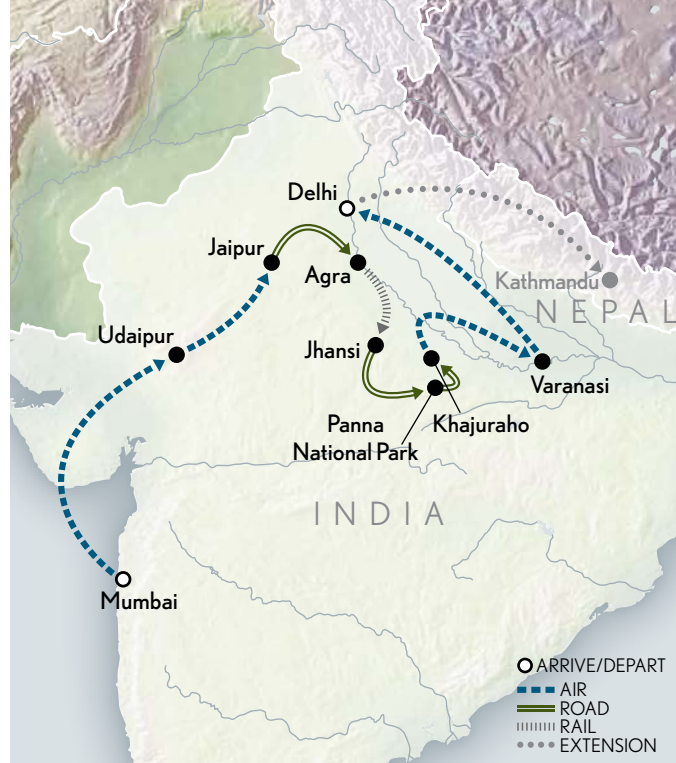 Delhi
Jaipur
Agra
Kathmandu
NEPAL
Udaipur
Jhansi
Varanasi
Panna
National Park
Khajuraho
INDIA
Mumbai
ARRIVE/DEPART
AIR
ROAD
RAIL
EXTENSION